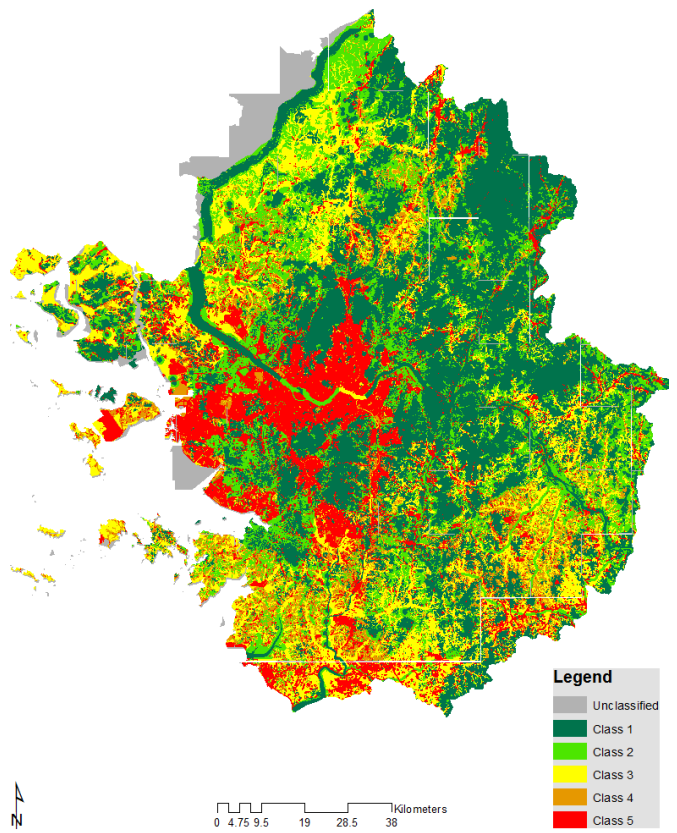 Legend
Unclassified
Class 1
Class 2
Class 3
Class 4
Class 5
N
Kilometers
0 4.75 9.5 19 28.5 38